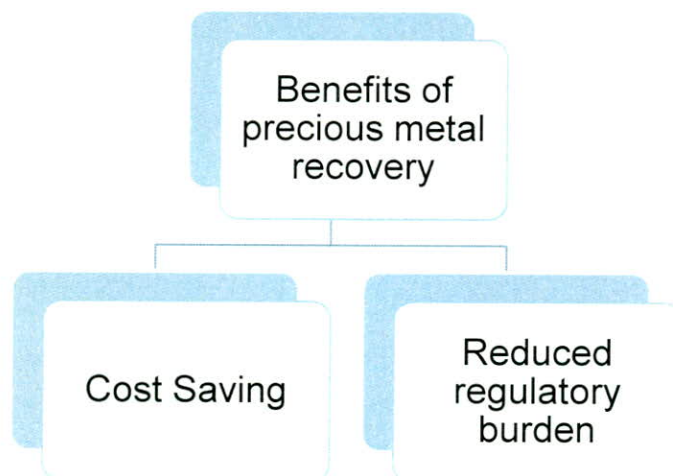 Benefits of
precious metal
recovery
Cost Saving
Reduced
regulatory
burden